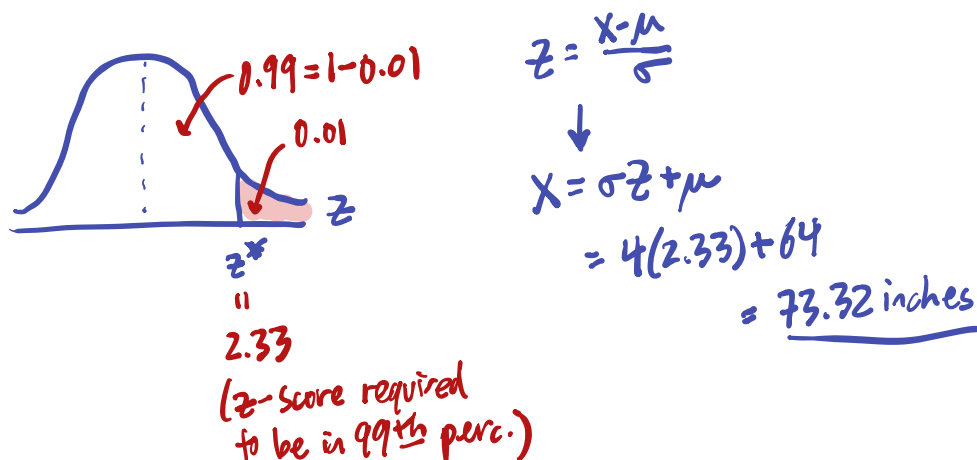 0.99 = 1 - 0.01
0.01
z
z*
=
2.33
(z-score required
to be in 99th perc.)
z = x-μ / σ
↓
x = σz + μ
= 4(2.33) + 64
= 73.32 inches